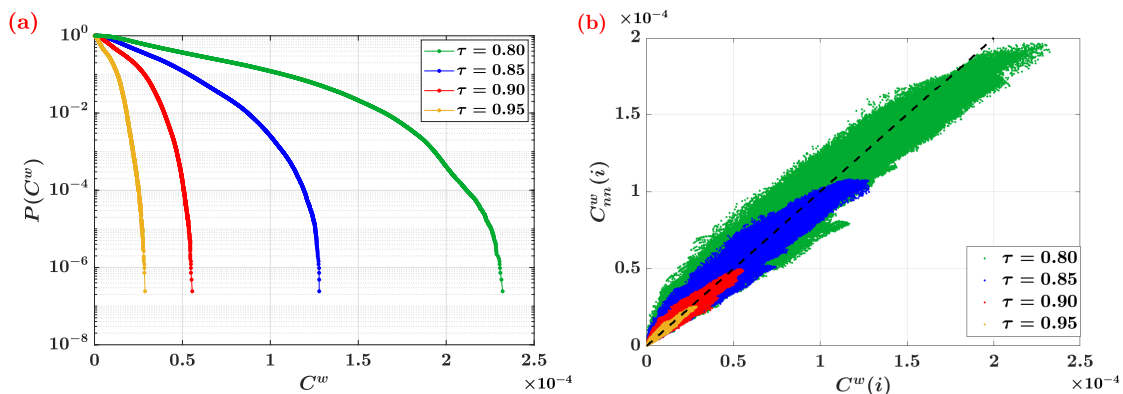 (a)
P(C^w)
10^0
10^-2
10^-4
10^-6
10^-8
τ = 0.80
τ = 0.85
τ = 0.90
τ = 0.95
0 0.5 1 1.5 2 2.5
C^w
×10^-4
(b)
×10^-4
C^w_nn(i)
2
1.5
1
0.5
0
τ = 0.80
τ = 0.85
τ = 0.90
τ = 0.95
0 0.5 1 1.5 2 2.5
C^w(i)
×10^-4